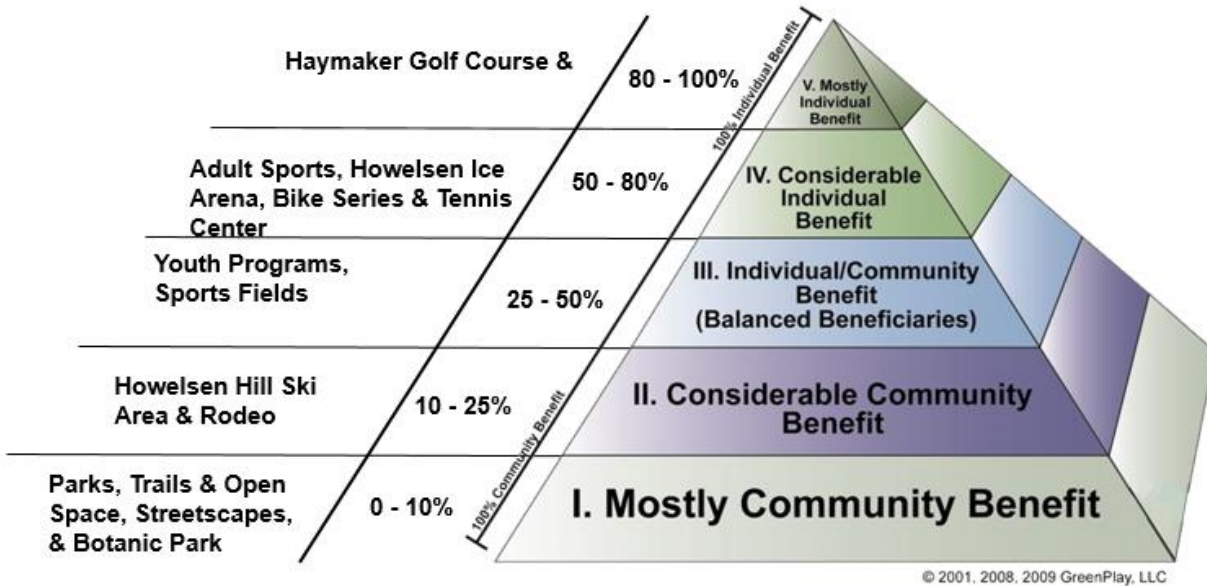 Haymaker Golf Course &
80 - 100%
100% Individual Benefit
V. Mostly
Individual
Benefit
Adult Sports, Howelsen Ice
Arena, Bike Series & Tennis
Center
50 - 80%
IV. Considerable
Individual
Benefit
Youth Programs,
Sports Fields
25 - 50%
III. Individual/Community
Benefit
(Balanced Beneficiaries)
Howelsen Hill Ski
Area & Rodeo
10 - 25%
II. Considerable Community
Benefit
Parks, Trails & Open
Space, Streetscapes,
& Botanic Park
0 - 10%
100% Community Benefit
I. Mostly Community Benefit
© 2001, 2008, 2009 GreenPlay, LLC